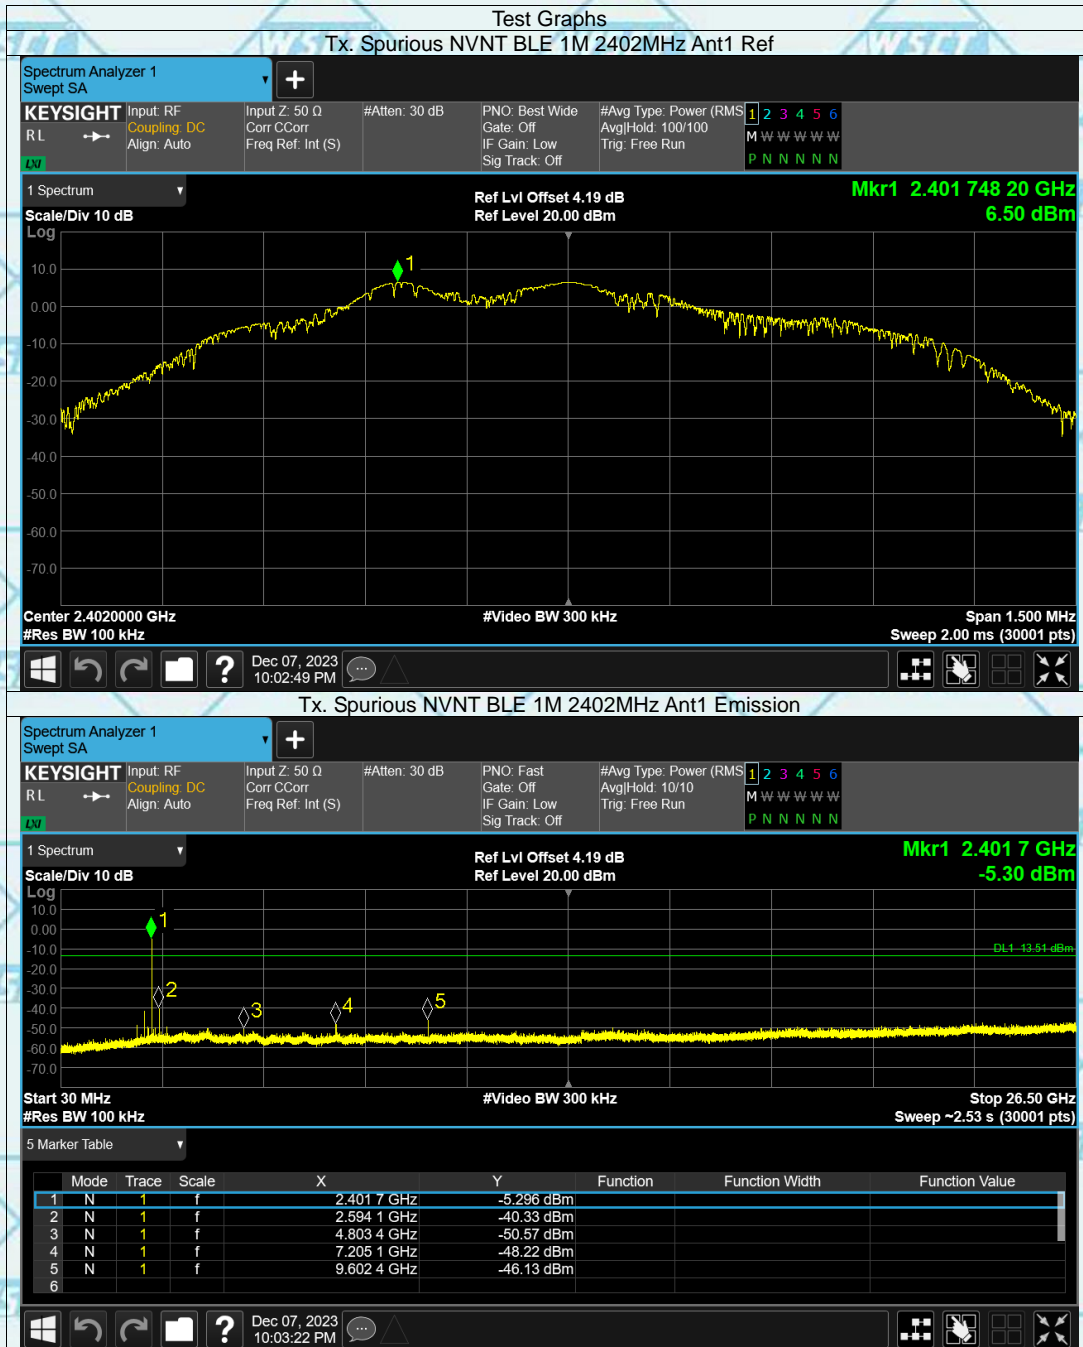 Test Graphs
Tx. Spurious NVNT BLE 1M 2402MHz Ant1 Ref
Spectrum Analyzer 1
Swept SA
KEYSIGHT Input: RF Input Z: 50 Ω #Atten: 30 dB PNO: Best Wide #Avg Type: Power (RMS 1 2 3 4 5 6
RL Coupling: DC Corr CCorr Gate: Off Avg|Hold: 100/100 M W W W W W
Align: Auto Freq Ref: Int (S) IF Gain: Low Trig: Free Run
LXI Sig Track: Off P N N N N N
1 Spectrum Ref Lvl Offset 4.19 dB Mkr1 2.401 748 20 GHz
Scale/Div 10 dB Ref Level 20.00 dBm 6.50 dBm
Log
1
10.0
0.00
-10.0
-20.0
-30.0
-40.0
-50.0
-60.0
-70.0
Center 2.4020000 GHz #Video BW 300 kHz Span 1.500 MHz
#Res BW 100 kHz Sweep 2.00 ms (30001 pts)
? Dec 07, 2023
10:02:49 PM
Tx. Spurious NVNT BLE 1M 2402MHz Ant1 Emission
Spectrum Analyzer 1
Swept SA
KEYSIGHT Input: RF Input Z: 50 Ω #Atten: 30 dB PNO: Fast #Avg Type: Power (RMS 1 2 3 4 5 6
RL Coupling: DC Corr CCorr Gate: Off Avg|Hold: 10/10 M W W W W W
Align: Auto Freq Ref: Int (S) IF Gain: Low Trig: Free Run
LXI Sig Track: Off P N N N N N
1 Spectrum Ref Lvl Offset 4.19 dB Mkr1 2.401 7 GHz
Scale/Div 10 dB Ref Level 20.00 dBm -5.30 dBm
Log
10.0
1
0.00
-10.0 DL1 -13.51 dBm
-20.0
-30.0 2
-40.0 3 4 5
-50.0
-60.0
-70.0
Start 30 MHz #Video BW 300 kHz Stop 26.50 GHz
#Res BW 100 kHz Sweep ~2.53 s (30001 pts)
5 Marker Table
Mode Trace Scale X Y Function Function Width Function Value
1 N 1 f 2.401 7 GHz -5.296 dBm
2 N 1 f 2.594 1 GHz -40.33 dBm
3 N 1 f 4.803 4 GHz -50.57 dBm
4 N 1 f 7.205 1 GHz -48.22 dBm
5 N 1 f 9.602 4 GHz -46.13 dBm
6
? Dec 07, 2023
10:03:22 PM